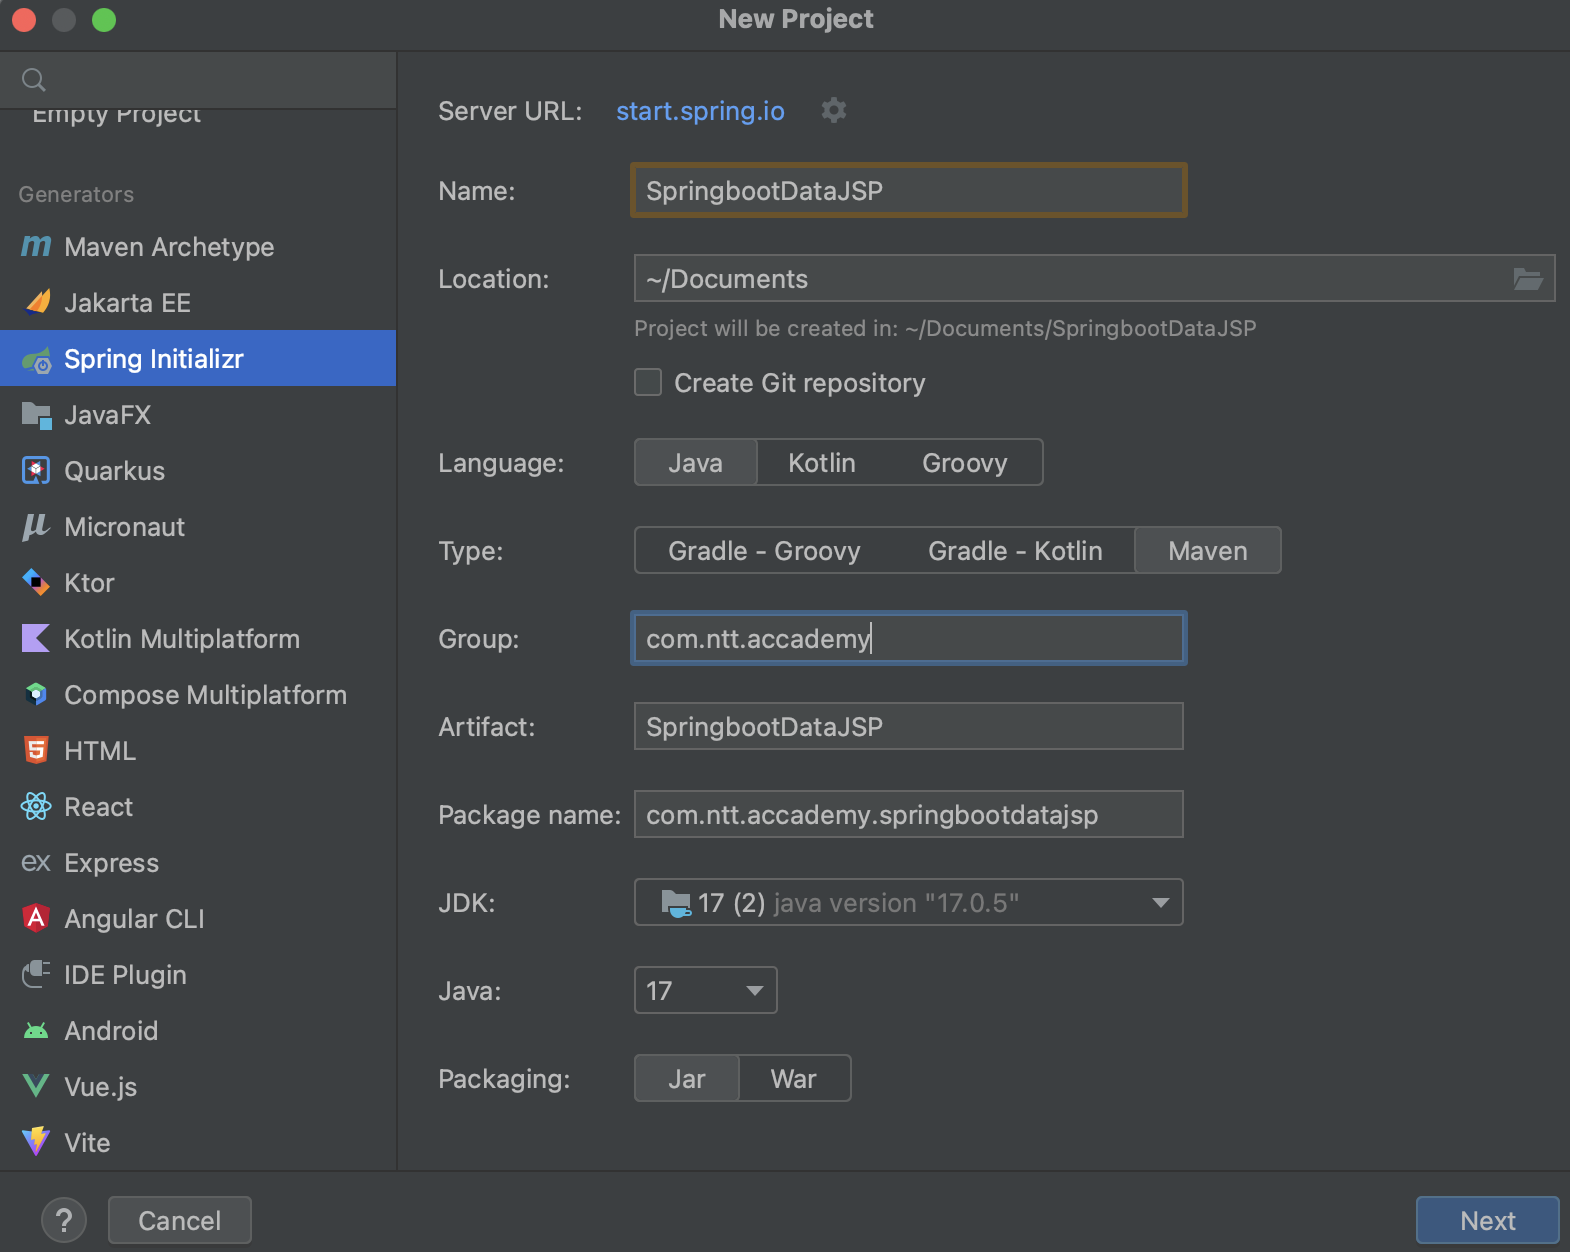 New Project
Empty Project
Generators
Maven Archetype
Jakarta EE
Spring Initializr
JavaFX
Quarkus
Micronaut
Ktor
Kotlin Multiplatform
Compose Multiplatform
HTML
React
ex Express
Angular CLI
IDE Plugin
Android
Vue.js
Vite
Server URL: start.spring.io
Name: SpringbootDataJSP
Location: ~/Documents
Project will be created in: ~/Documents/SpringbootDataJSP
Create Git repository
Language: Java Kotlin Groovy
Type: Gradle - Groovy Gradle - Kotlin Maven
Group: com.ntt.accademy
Artifact: SpringbootDataJSP
Package name: com.ntt.accademy.springbootdatajsp
JDK: 17 (2) java version "17.0.5"
Java: 17
Packaging: Jar War
? Cancel Next